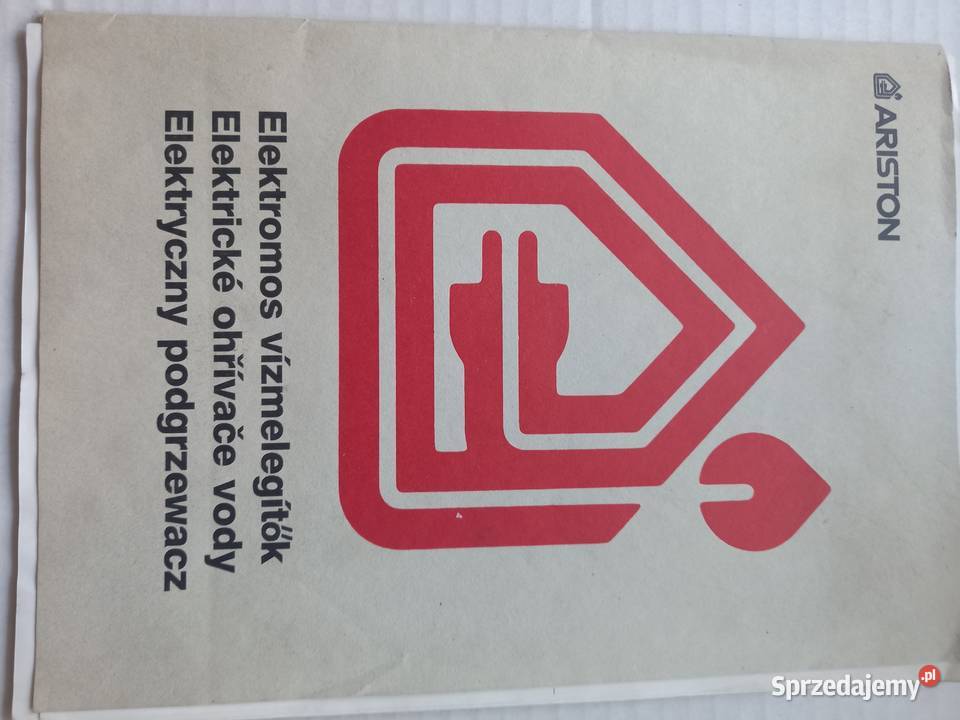 ARISTON
Elektromos vízmelegítők
Elektrické ohřívače vody
Elektryczny podgrzewacz
Sprzedajemy.pl